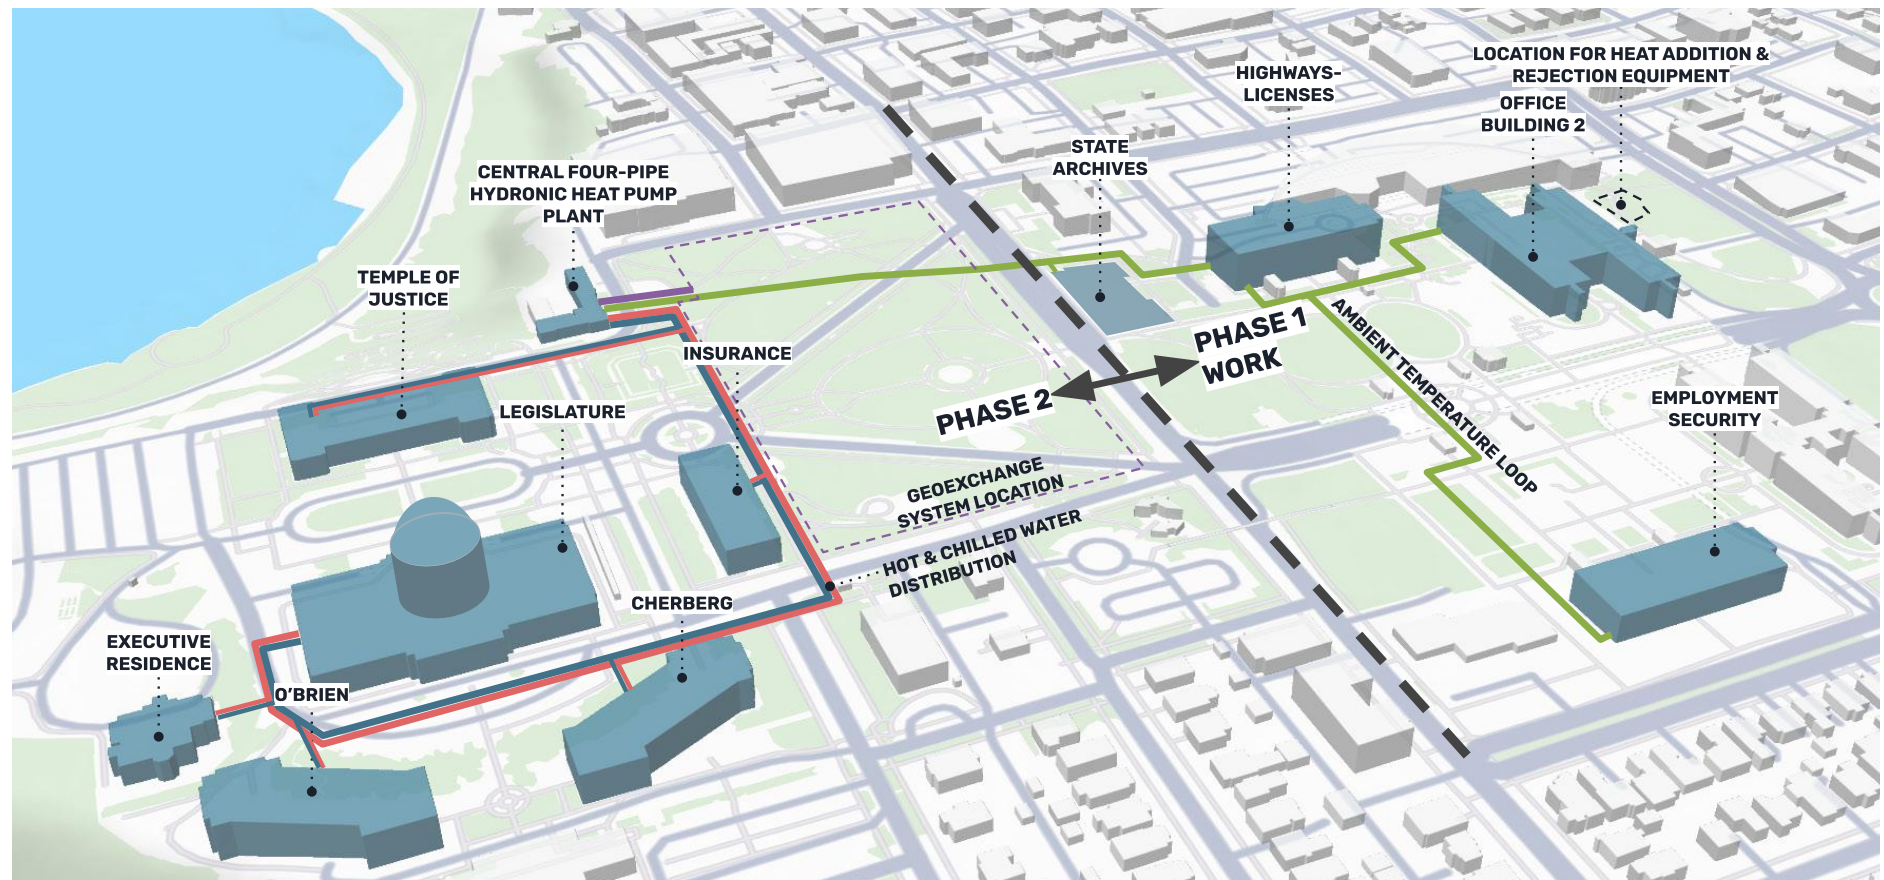 LOCATION FOR HEAT ADDITION &
REJECTION EQUIPMENT
HIGHWAYS-
LICENSES
OFFICE
BUILDING 2
STATE
ARCHIVES
CENTRAL FOUR-PIPE
HYDRONIC HEAT PUMP
PLANT
TEMPLE OF
JUSTICE
INSURANCE
LEGISLATURE
PHASE 1
WORK
PHASE 2
AMBIENT TEMPERATURE LOOP
EMPLOYMENT
SECURITY
GEOEXCHANGE
SYSTEM LOCATION
HOT & CHILLED WATER
DISTRIBUTION
CHERBERG
EXECUTIVE
RESIDENCE
O'BRIEN